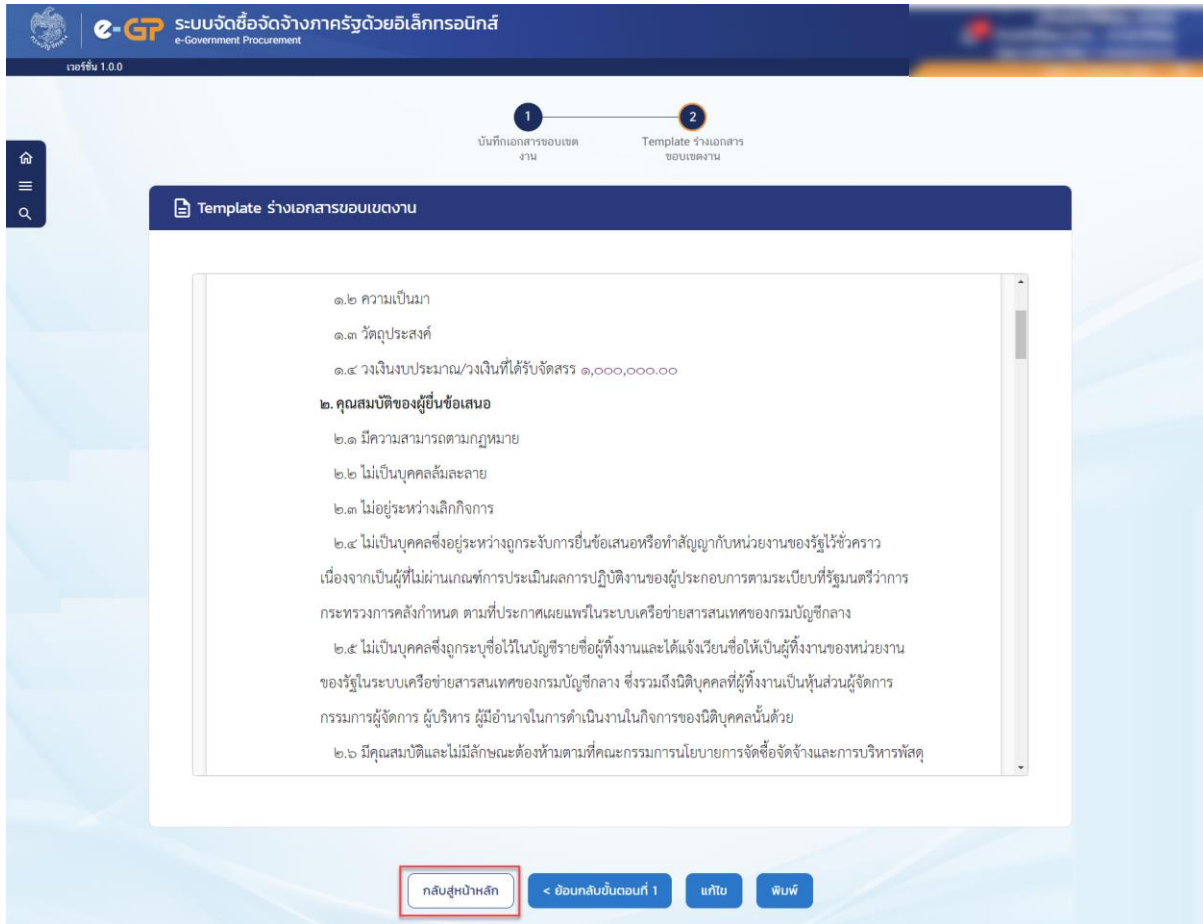 e-GP ระบบจัดซื้อจัดจ้างภาครัฐด้วยอิเล็กทรอนิกส์
e-Government Procurement
เวอร์ชั่น 1.0.0
1
2
บันทึกเอกสารขอบเขต
งาน
Template ร่างเอกสาร
ขอบเขตงาน
Template ร่างเอกสารขอบเขตงาน
๑.๒ ความเป็นมา
๑.๓ วัตถุประสงค์
๑.๔ วงเงินงบประมาณ/วงเงินที่ได้รับจัดสรร ๑,๐๐๐,๐๐๐.๐๐
๒. คุณสมบัติของผู้ยื่นข้อเสนอ
๒.๑ มีความสามารถตามกฎหมาย
๒.๒ ไม่เป็นบุคคลล้มละลาย
๒.๓ ไม่อยู่ระหว่างเลิกกิจการ
๒.๔ ไม่เป็นบุคคลซึ่งอยู่ระหว่างถูกระงับการยื่นข้อเสนอหรือทำสัญญากับหน่วยงานของรัฐไว้ชั่วคราว
เนื่องจากเป็นผู้ที่ไม่ผ่านเกณฑ์การประเมินผลการปฏิบัติงานของผู้ประกอบการตามระเบียบที่รัฐมนตรีว่าการ
กระทรวงการคลังกำหนด ตามที่ประกาศเผยแพร่ในระบบเครือข่ายสารสนเทศของกรมบัญชีกลาง
๒.๕ ไม่เป็นบุคคลซึ่งถูกระบุชื่อไว้ในบัญชีรายชื่อผู้ทิ้งงานและได้แจ้งเวียนชื่อให้เป็นผู้ทิ้งงานของหน่วยงาน
ของรัฐในระบบเครือข่ายสารสนเทศของกรมบัญชีกลาง ซึ่งรวมถึงนิติบุคคลที่ผู้ทิ้งงานเป็นหุ้นส่วนผู้จัดการ
กรรมการผู้จัดการ ผู้บริหาร ผู้มีอำนาจในการดำเนินงานในกิจการของนิติบุคคลนั้นด้วย
๒.๖ มีคุณสมบัติและไม่มีลักษณะต้องห้ามตามที่คณะกรรมการนโยบายการจัดซื้อจัดจ้างและการบริหารพัสดุ
กลับสู่หน้าหลัก
< ย้อนกลับขั้นตอนที่ 1
แก้ไข
พิมพ์